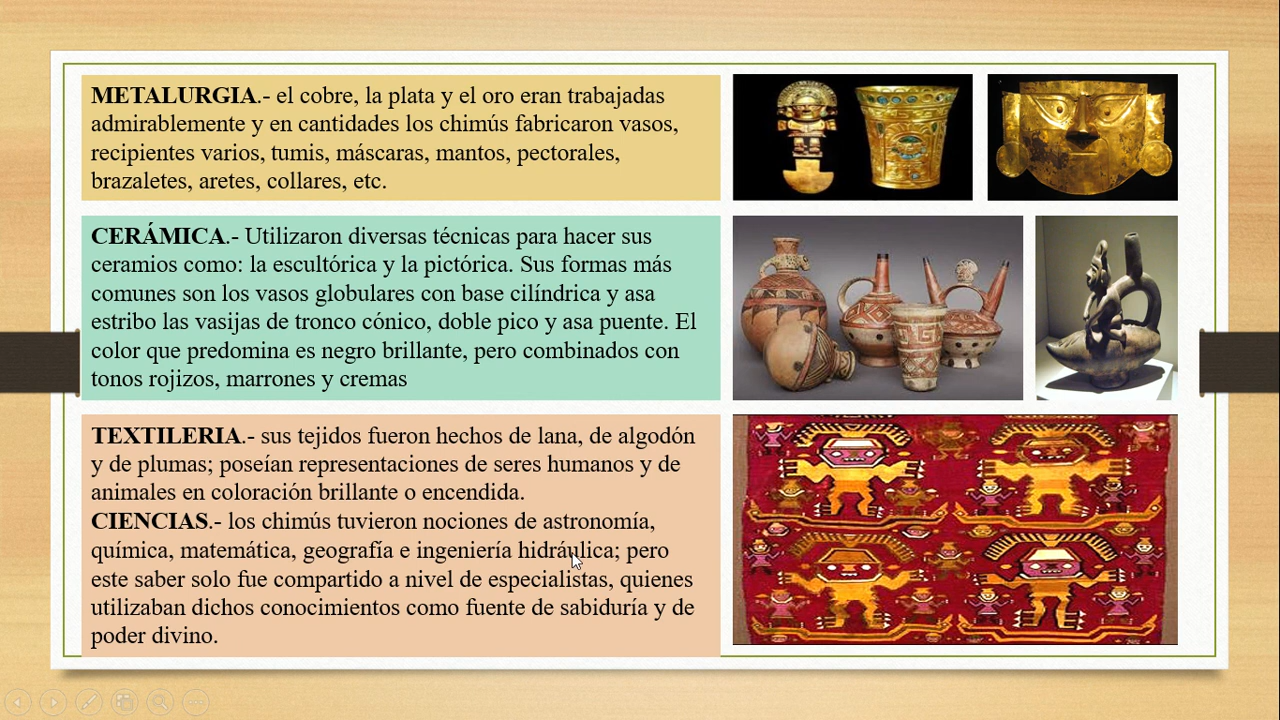 METALURGIA.- el cobre, la plata y el oro eran trabajadas
admirablemente y en cantidades los chimús fabricaron vasos,
recipientes varios, tumis, máscaras, mantos, pectorales,
brazaletes, aretes, collares, etc.
CERÁMICA.- Utilizaron diversas técnicas para hacer sus
ceramios como: la escultórica y la pictórica. Sus formas más
comunes son los vasos globulares con base cilíndrica y asa
estribo las vasijas de tronco cónico, doble pico y asa puente. El
color que predomina es negro brillante, pero combinados con
tonos rojizos, marrones y cremas
TEXTILERIA.- sus tejidos fueron hechos de lana, de algodón
y de plumas; poseían representaciones de seres humanos y de
animales en coloración brillante o encendida.
CIENCIAS.- los chimús tuvieron nociones de astronomía,
química, matemática, geografía e ingeniería hidráulica; pero
este saber solo fue compartido a nivel de especialistas, quienes
utilizaban dichos conocimientos como fuente de sabiduría y de
poder divino.